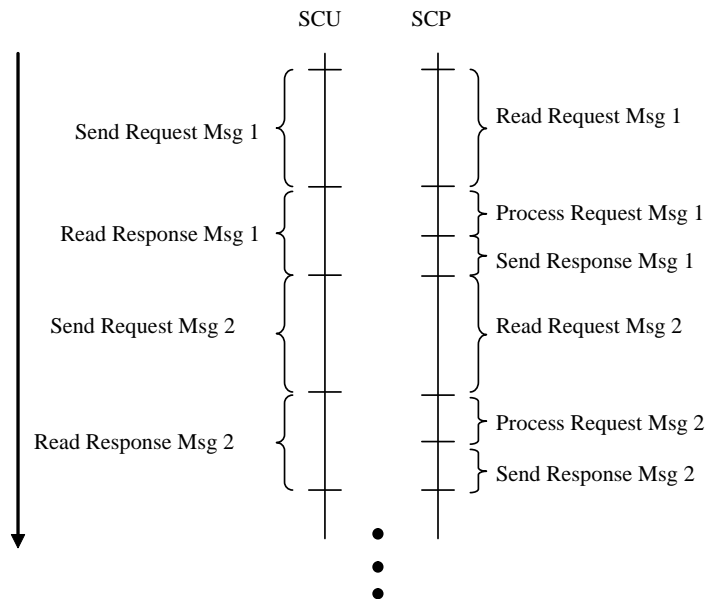 SCU SCP
Read Request Msg 1
Send Request Msg 1
Process Request Msg 1
Read Response Msg 1
Send Response Msg 1
Send Request Msg 2
Read Request Msg 2
Process Request Msg 2
Read Response Msg 2
Send Response Msg 2